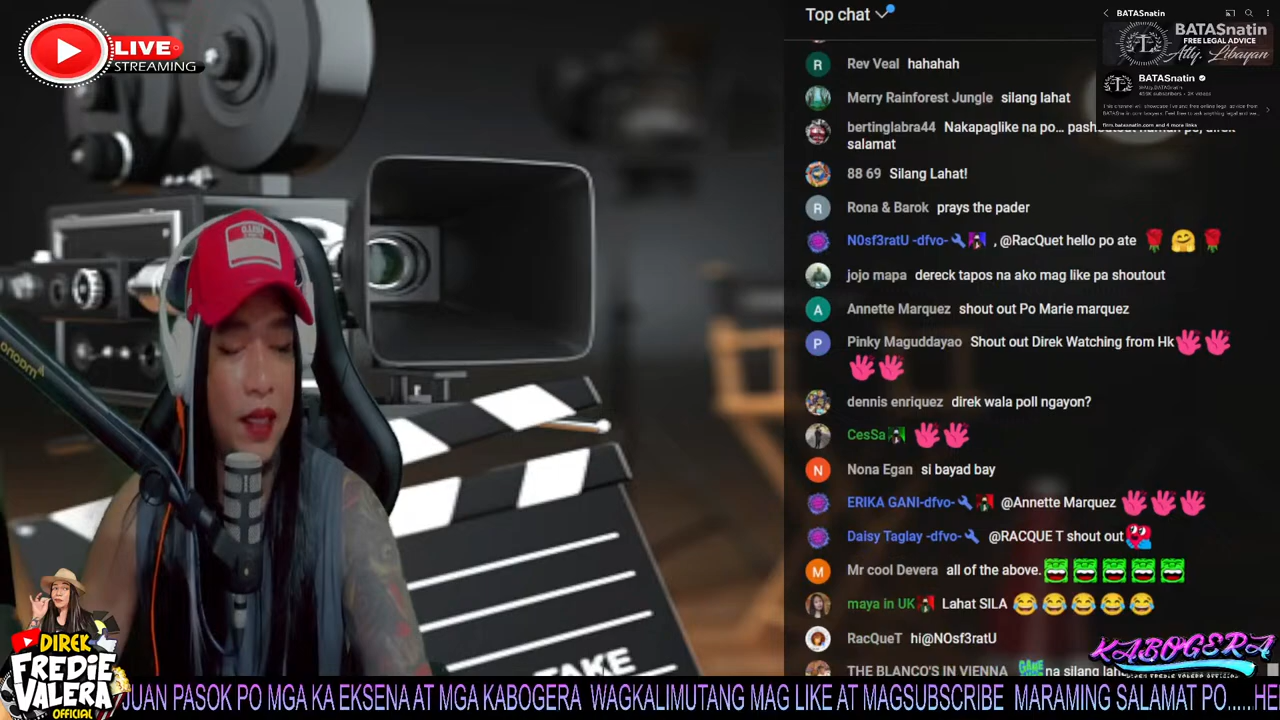 LIVE
STREAMING
Top chat
Rev Veal hahahah
Merry Rainforest Jungle silang lahat
bertinglabra44 Nakapaglike na po...
salamat
88 69 Silang Lahat!
Rona & Barok prays the pader
N0sf3ratU -dfvo- , @RacQuet hello po ate
jojo mapa dereck tapos na ako mag like pa shoutout
Annette Marquez shout out Po Marie marquez
Pinky Maguddayao Shout out Direk Watching from Hk
dennis enriquez direk wala poll ngayon?
CesSa
Nona Egan si bayad bay
ERIKA GANI-dfvo- @Annette Marquez
Daisy Taglay -dfvo- @RACQUE T shout out
Mr cool Devera all of the above.
maya in UK Lahat SILA
RacQueT hi@NOsf3ratU
THE BLANCO'S IN VIENNA na silang
BATASnatin
BATASnatin
FREE LEGAL ADVICE
Atty. Libayan
BATASnatin
maono
TAKE
DIREK
FREDIE
VALERA
OFFICIAL
KABOGERA
JUAN PASOK PO MGA KA EKSENA AT MGA KABOGERA WAGKALIMUTANG MAG LIKE AT MAGSUBSCRIBE MARAMING SALAMAT PO.....HE